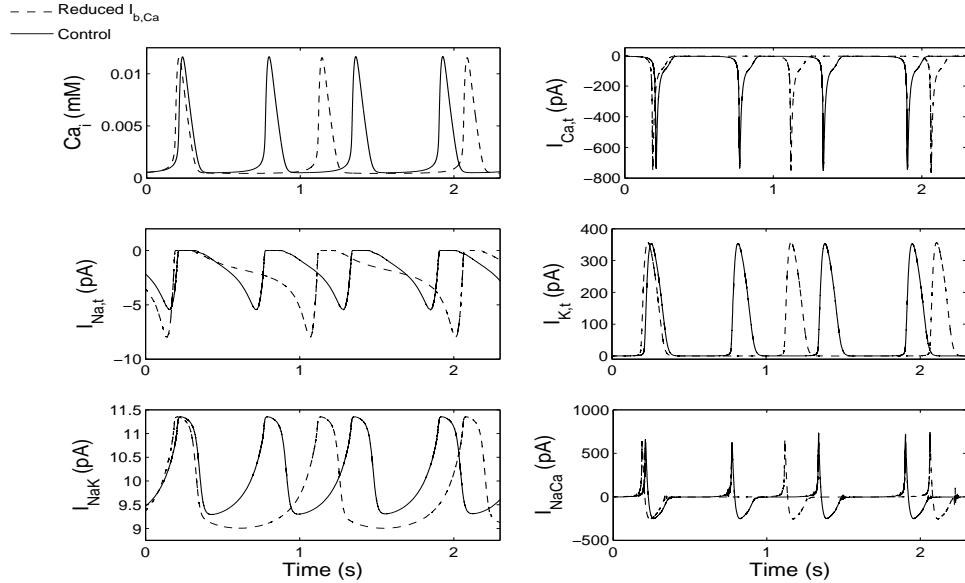 Reduced I_b,Ca
Control
Ca_i (mM)
0.01
0.005
0
0 1 2
I_Ca,t (pA)
0
−200
−400
−600
−800
0 1 2
I_Na,t (pA)
0
−5
−10
0 1 2
I_K,t (pA)
400
300
200
100
0
0 1 2
I_NaK (pA)
11.5
11
10.5
10
9.5
9
0 1 2
Time (s)
I_NaCa (pA)
1000
500
0
−500
0 1 2
Time (s)